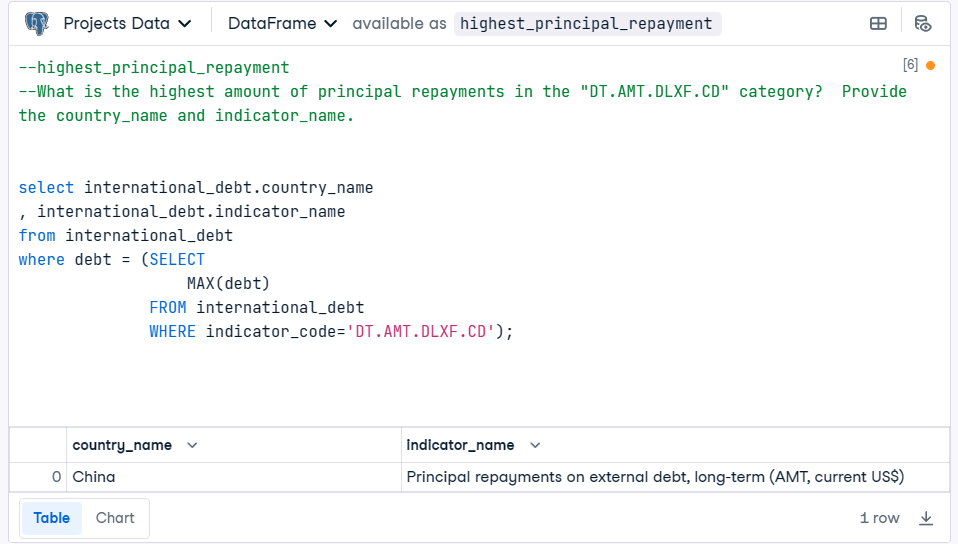 Projects Data DataFrame available as highest_principal_repayment
--highest_principal_repayment [6]
--What is the highest amount of principal repayments in the "DT.AMT.DLXF.CD" category?  Provide
the country_name and indicator_name.
select international_debt.country_name
, international_debt.indicator_name
from international_debt
where debt = (SELECT
MAX(debt)
FROM international_debt
WHERE indicator_code='DT.AMT.DLXF.CD');
country_name indicator_name
0 China Principal repayments on external debt, long-term (AMT, current US$)
Table Chart 1 row